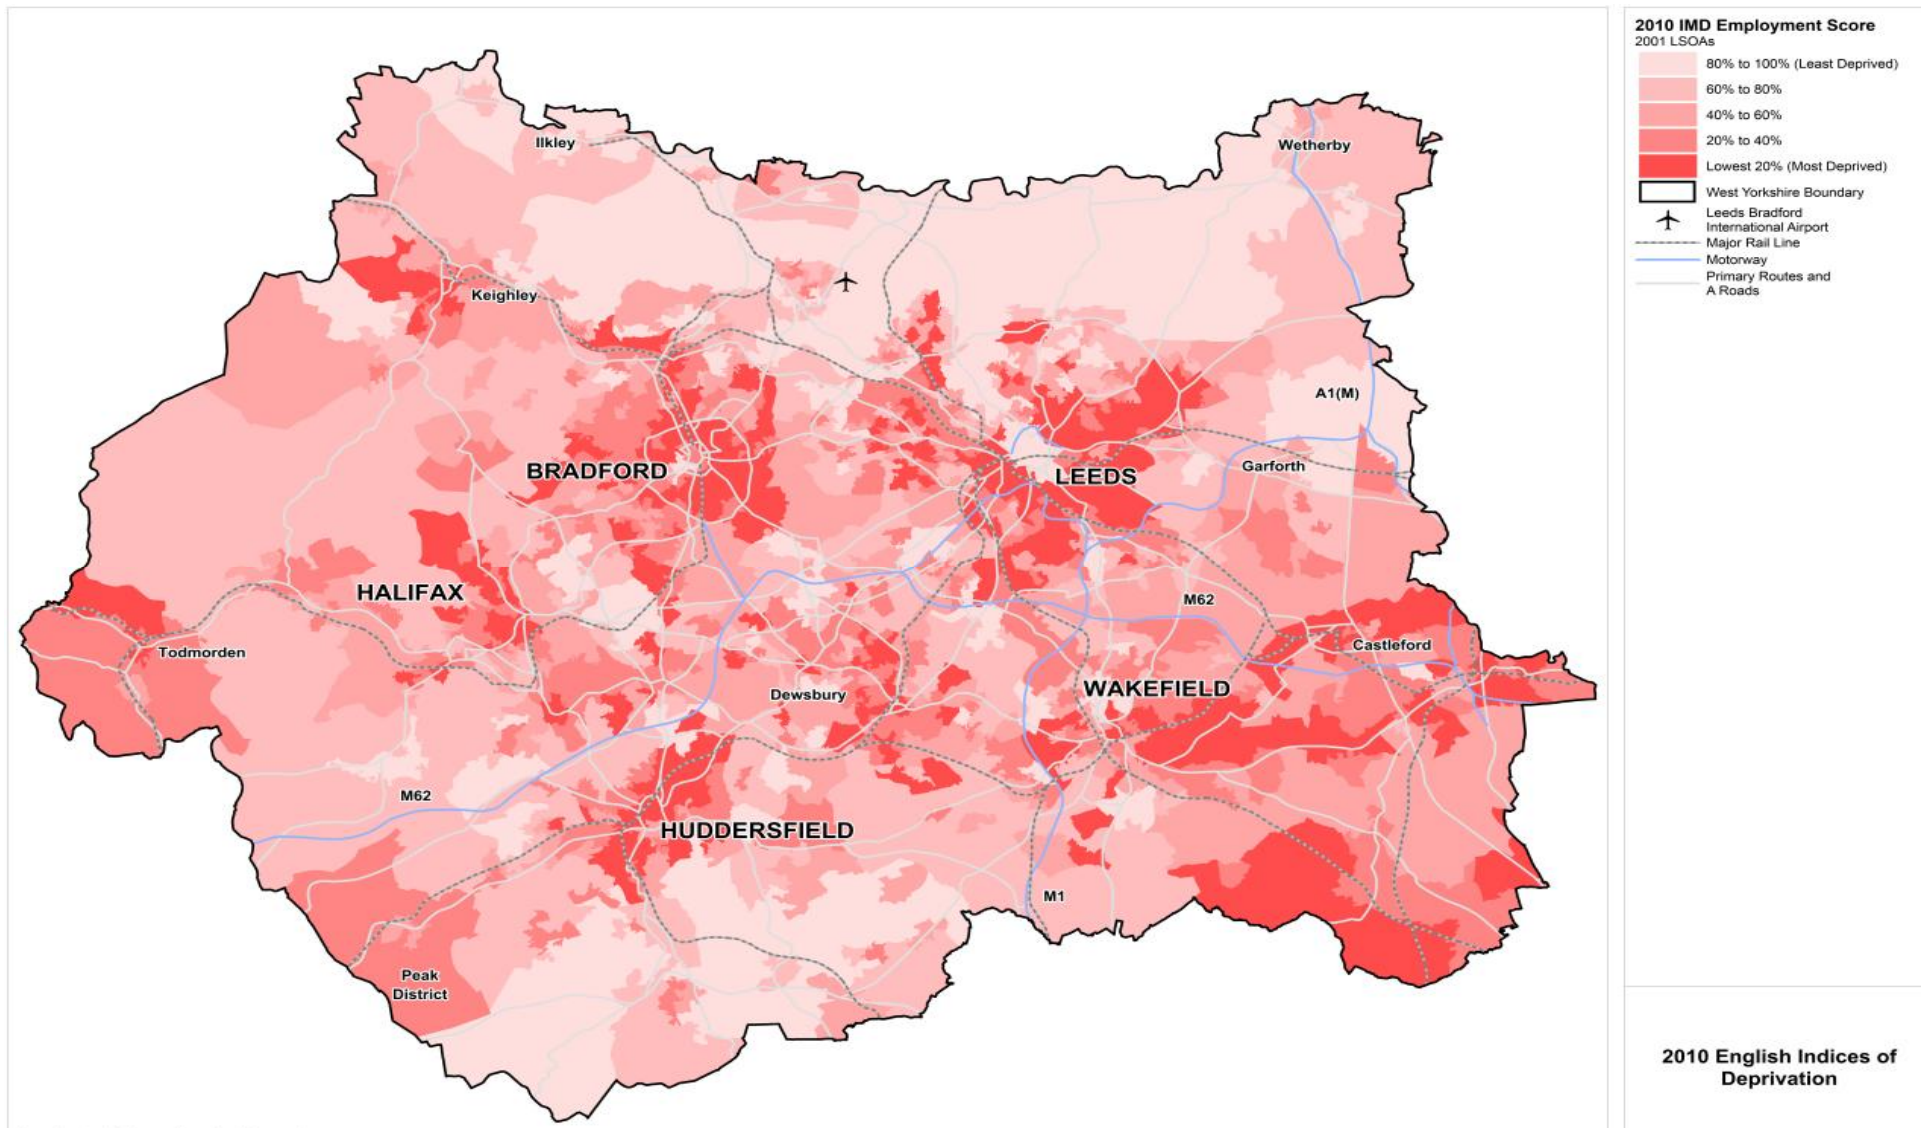 Ilkley
Wetherby
Keighley
A1(M)
BRADFORD
LEEDS
Garforth
HALIFAX
M62
Todmorden
Castleford
Dewsbury
WAKEFIELD
M62
HUDDERSFIELD
M1
Peak
District
2010 IMD Employment Score
2001 LSOAs
80% to 100% (Least Deprived)
60% to 80%
40% to 60%
20% to 40%
Lowest 20% (Most Deprived)
West Yorkshire Boundary
Leeds Bradford
International Airport
Major Rail Line
Motorway
Primary Routes and
A Roads
2010 English Indices of
Deprivation